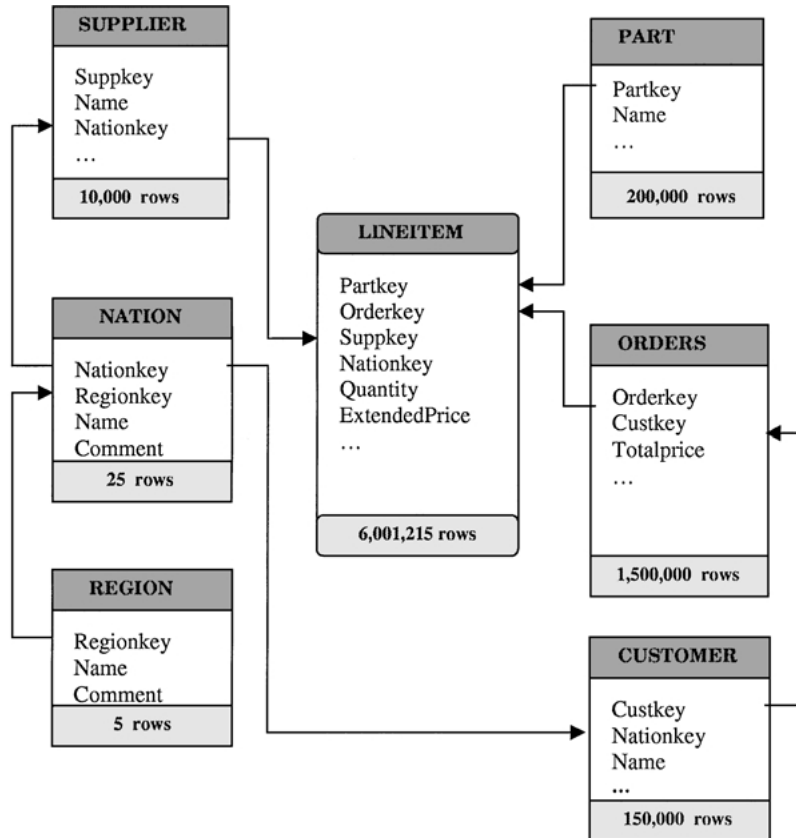 SUPPLIER
Suppkey
Name
Nationkey
...
10,000 rows
PART
Partkey
Name
...
200,000 rows
LINEITEM
Partkey
Orderkey
Suppkey
Nationkey
Quantity
ExtendedPrice
...
6,001,215 rows
NATION
Nationkey
Regionkey
Name
Comment
25 rows
ORDERS
Orderkey
Custkey
Totalprice
...
1,500,000 rows
REGION
Regionkey
Name
Comment
5 rows
CUSTOMER
Custkey
Nationkey
Name
...
150,000 rows